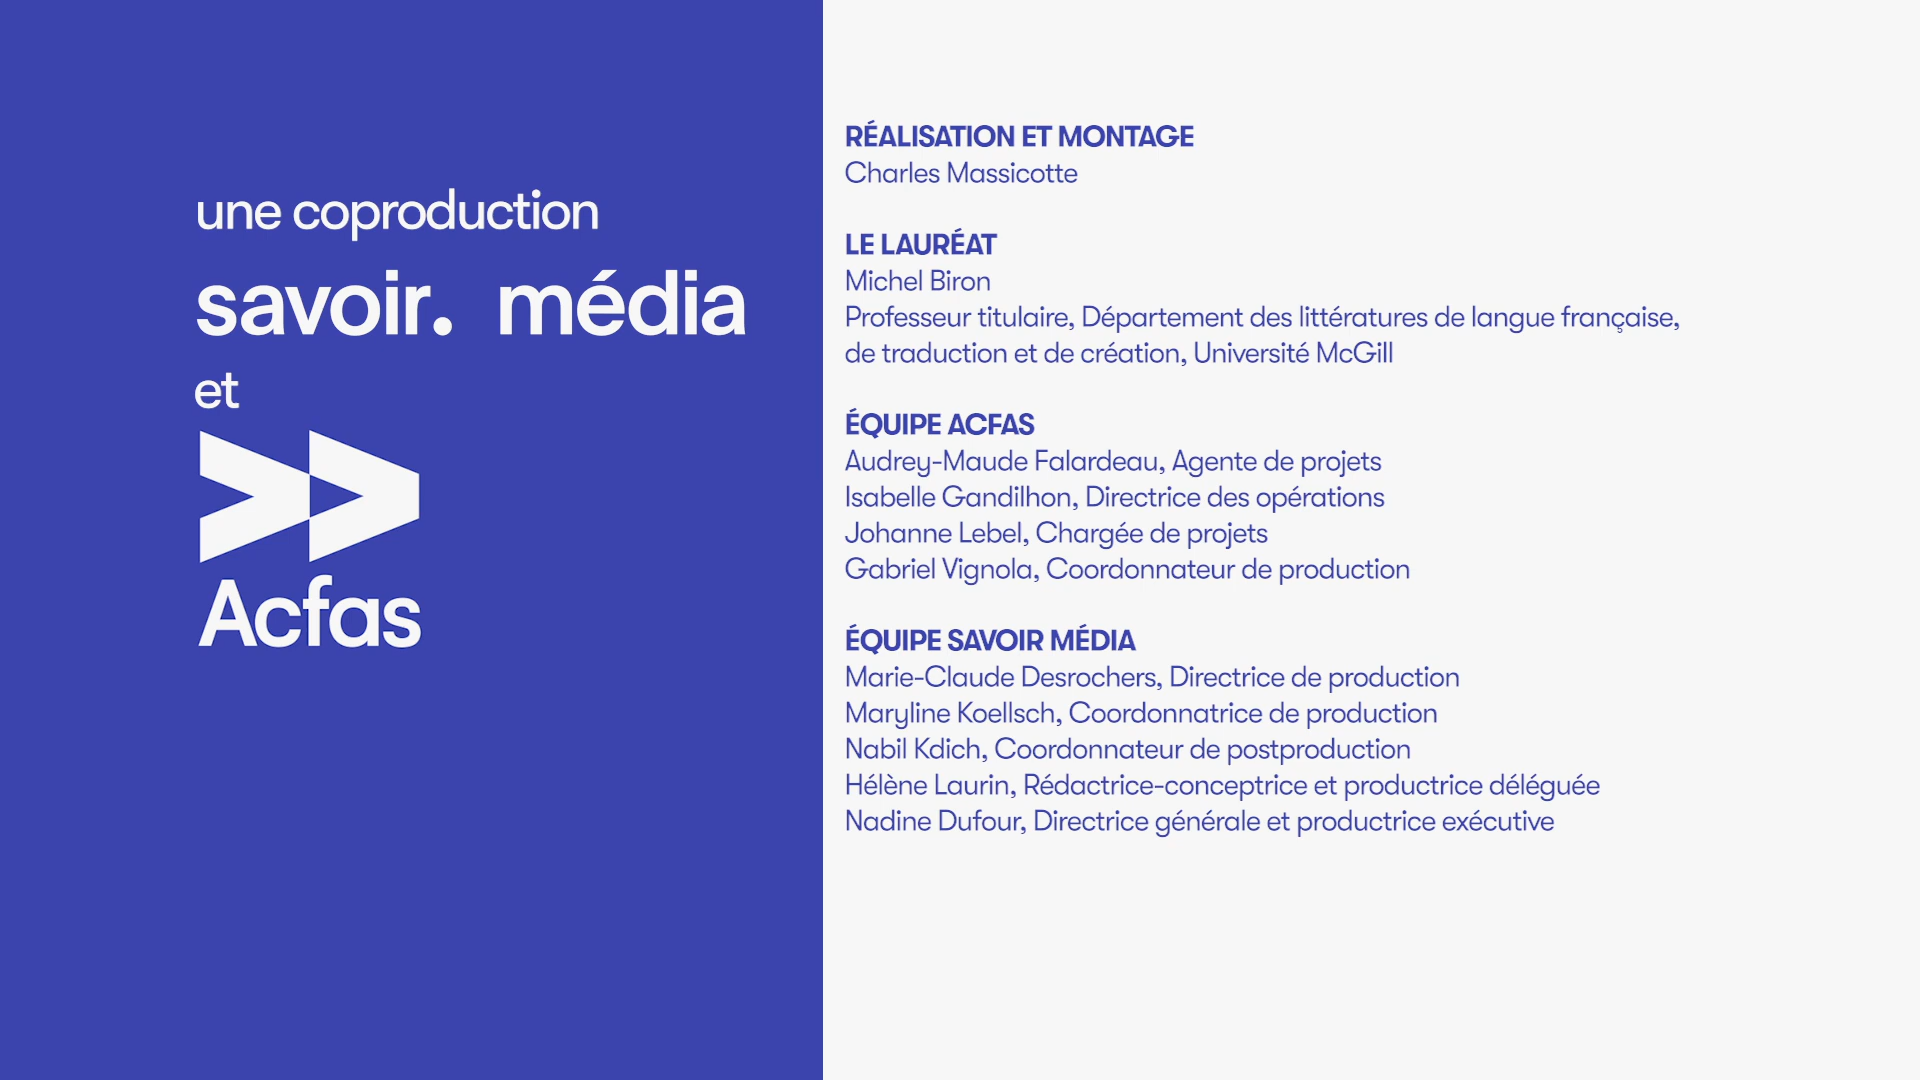 une coproduction
savoir. média
et
Acfas
RÉALISATION ET MONTAGE
Charles Massicotte
LE LAURÉAT
Michel Biron
Professeur titulaire, Département des littératures de langue française,
de traduction et de création, Université McGill
ÉQUIPE ACFAS
Audrey-Maude Falardeau, Agente de projets
Isabelle Gandilhon, Directrice des opérations
Johanne Lebel, Chargée de projets
Gabriel Vignola, Coordonnateur de production
ÉQUIPE SAVOIR MÉDIA
Marie-Claude Desrochers, Directrice de production
Maryline Koellsch, Coordonnatrice de production
Nabil Kdich, Coordonnateur de postproduction
Hélène Laurin, Rédactrice-conceptrice et productrice déléguée
Nadine Dufour, Directrice générale et productrice exécutive